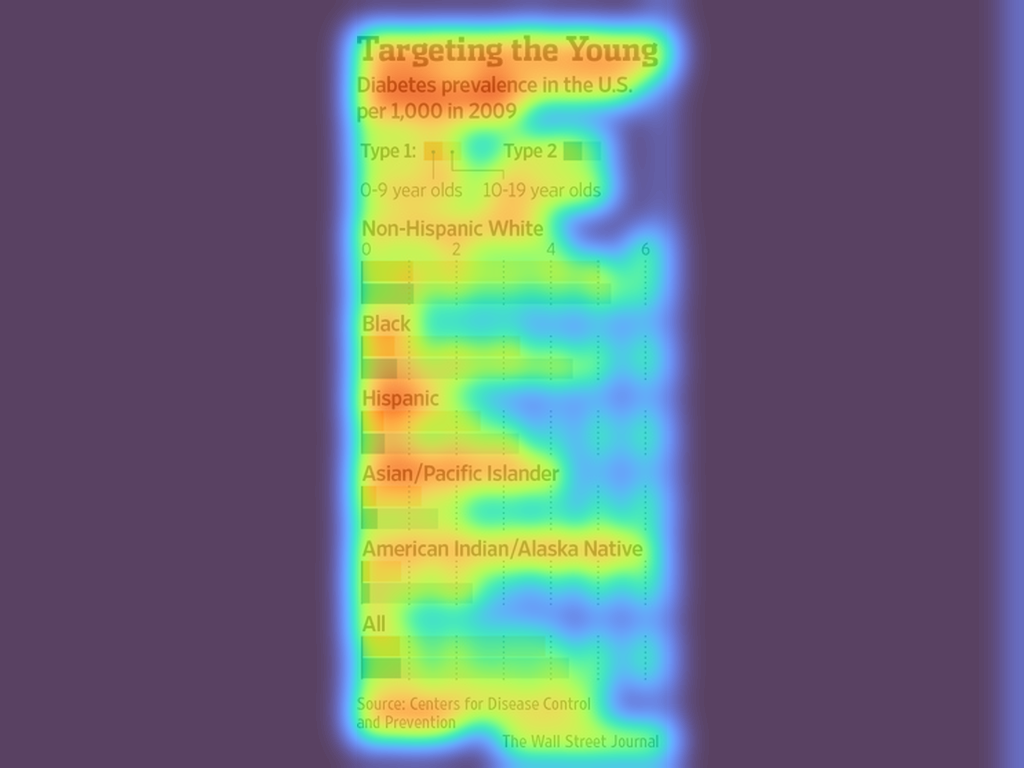 Targeting the Young
Diabetes prevalence in the U.S.
per 1,000 in 2009
Type 1: Type 2
0-9 year olds 10-19 year olds
Non-Hispanic White
0 2 4 6
Black
Hispanic
Asian/Pacific Islander
American Indian/Alaska Native
All
Source: Centers for Disease Control
and Prevention
The Wall Street Journal